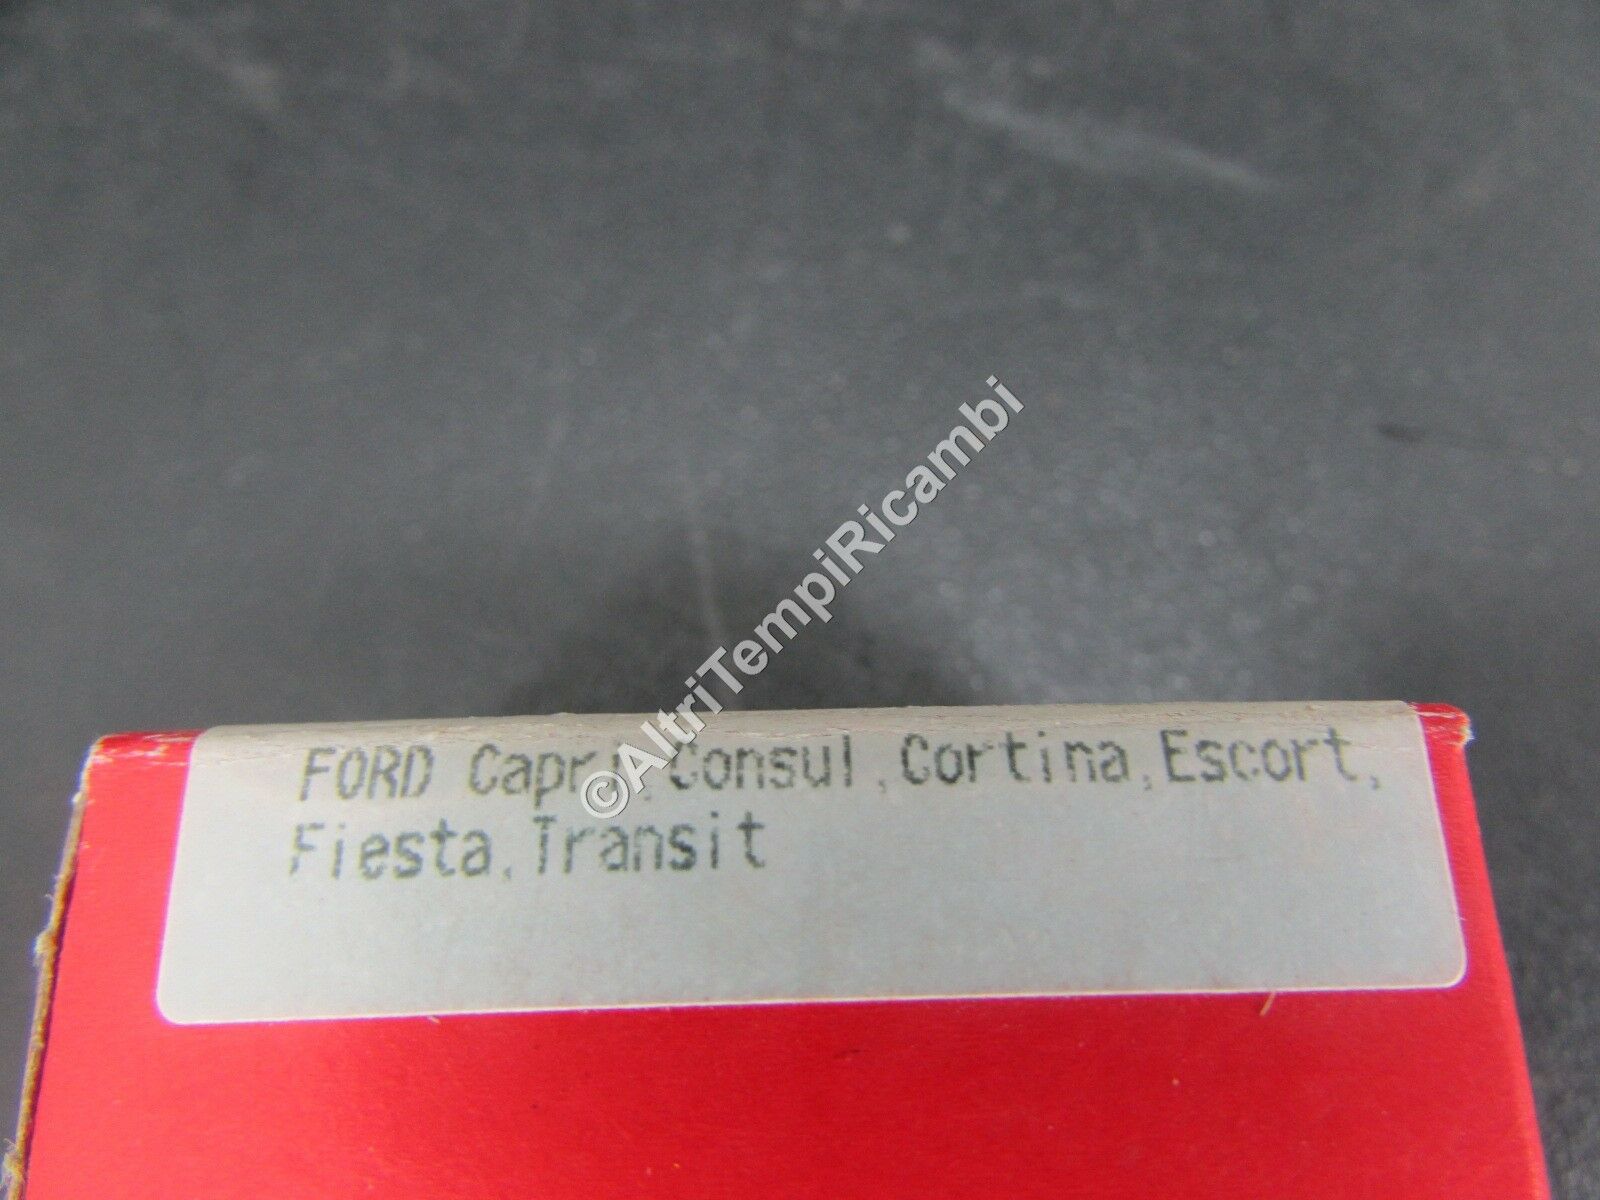 FORD Capri,Consul,Cortina,Escort,
Fiesta,Transit
©AltriTempiRicambi